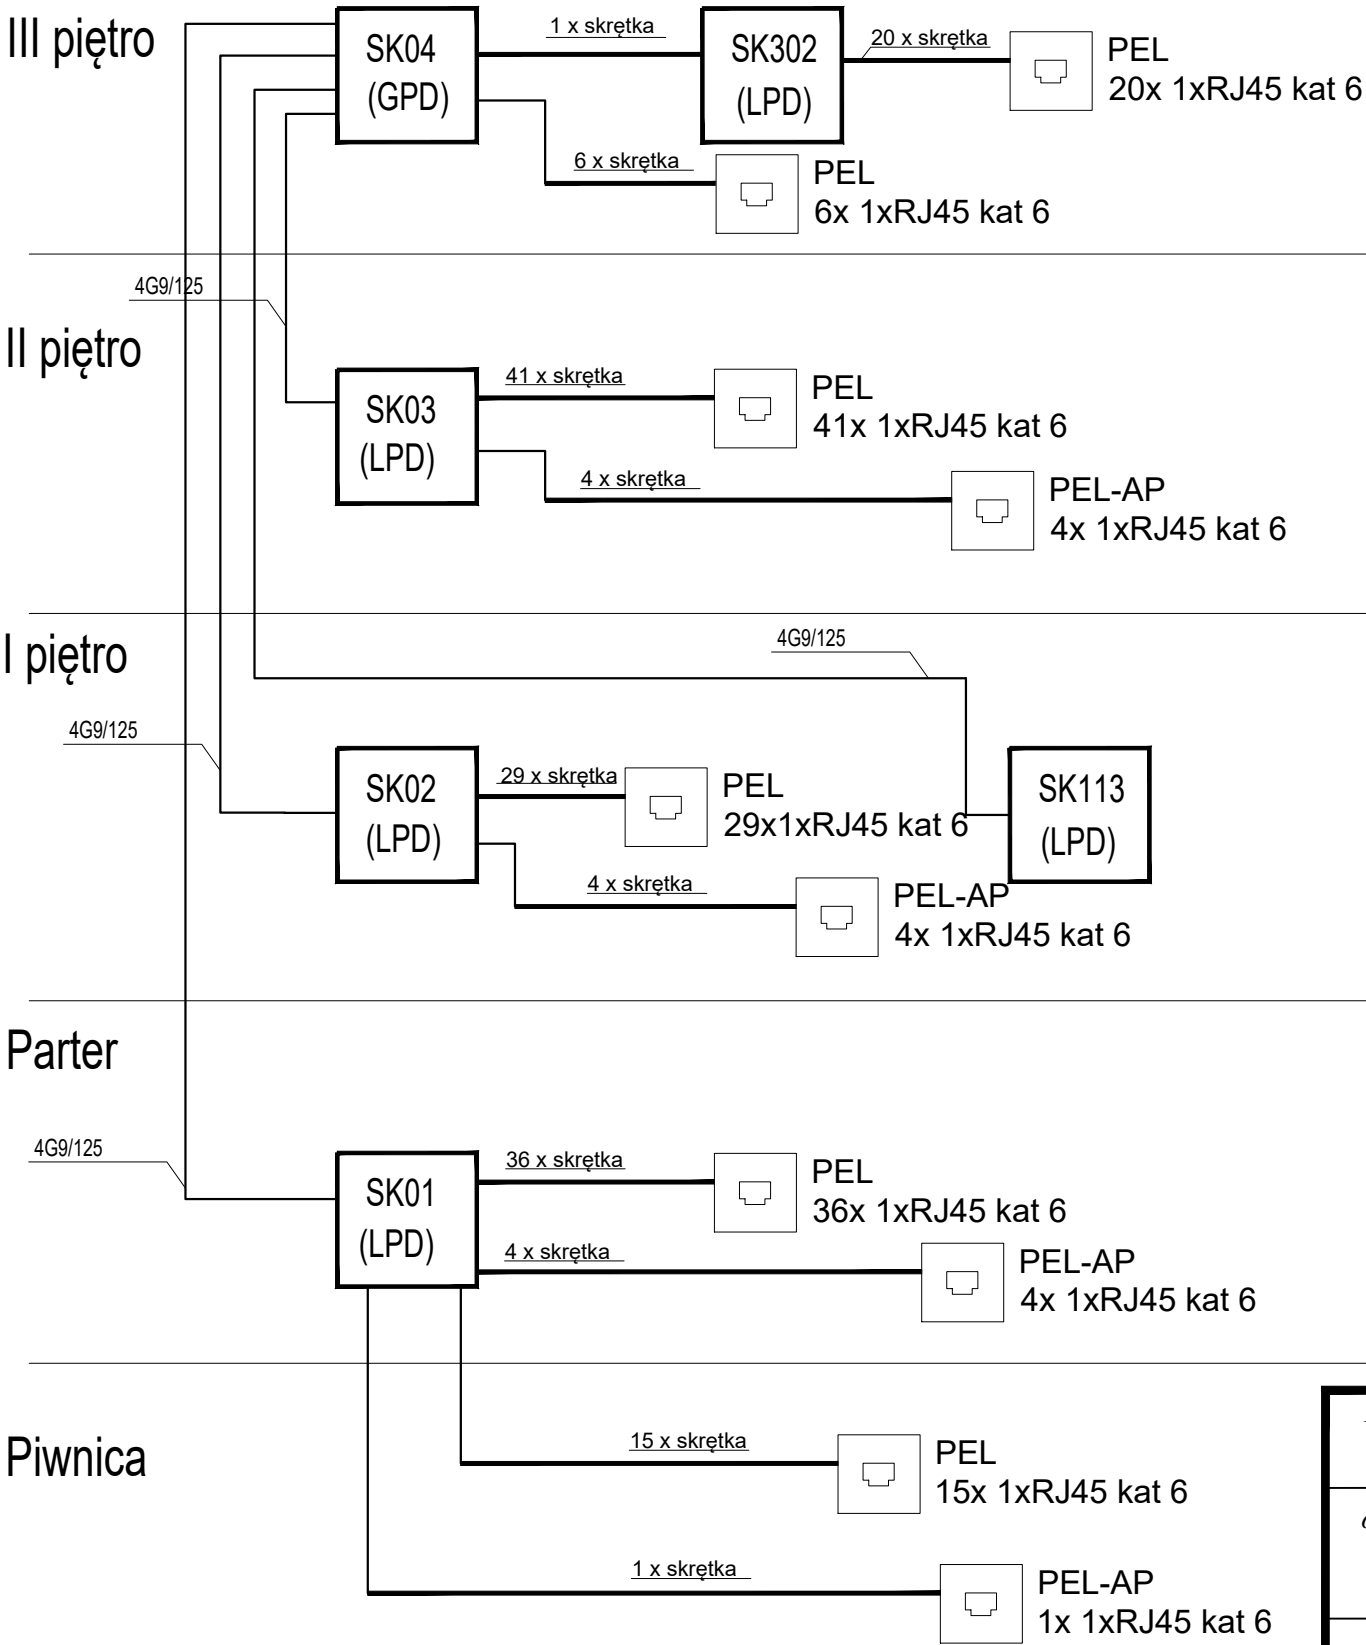 III piętro
SK04
(GPD)
1 x skrętka
SK302
(LPD)
20 x skrętka
PEL
20x 1xRJ45 kat 6
6 x skrętka
PEL
6x 1xRJ45 kat 6
4G9/125
II piętro
SK03
(LPD)
41 x skrętka
PEL
41x 1xRJ45 kat 6
4 x skrętka
PEL-AP
4x 1xRJ45 kat 6
I piętro
4G9/125
4G9/125
SK02
(LPD)
29 x skrętka
PEL
29x1xRJ45 kat 6
SK113
(LPD)
4 x skrętka
PEL-AP
4x 1xRJ45 kat 6
Parter
4G9/125
SK01
(LPD)
36 x skrętka
PEL
36x 1xRJ45 kat 6
4 x skrętka
PEL-AP
4x 1xRJ45 kat 6
Piwnica
15 x skrętka
PEL
15x 1xRJ45 kat 6
1 x skrętka
PEL-AP
1x 1xRJ45 kat 6